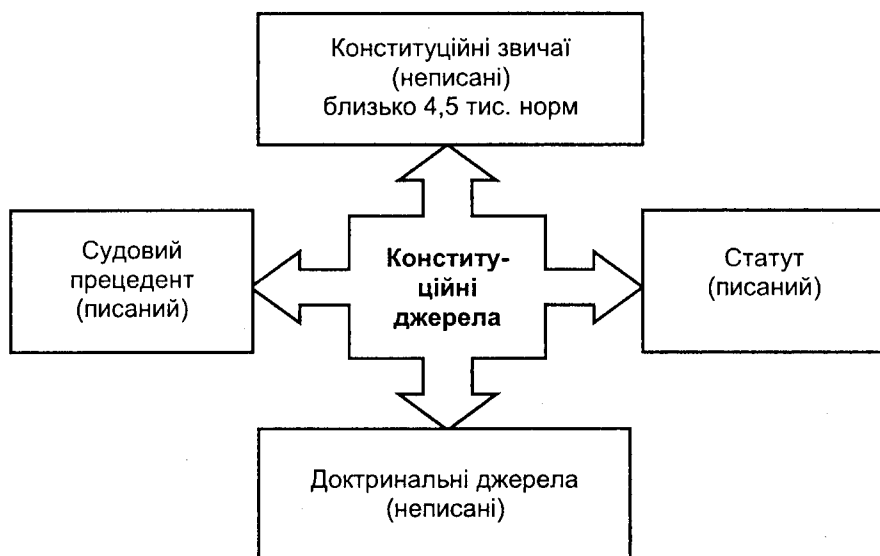 Конституційні звичаї
(неписані)
близько 4,5 тис. норм
Судовий
прецедент
(писаний)
Конститу-
ційні
джерела
Статут
(писаний)
Доктринальні джерела
(неписані)